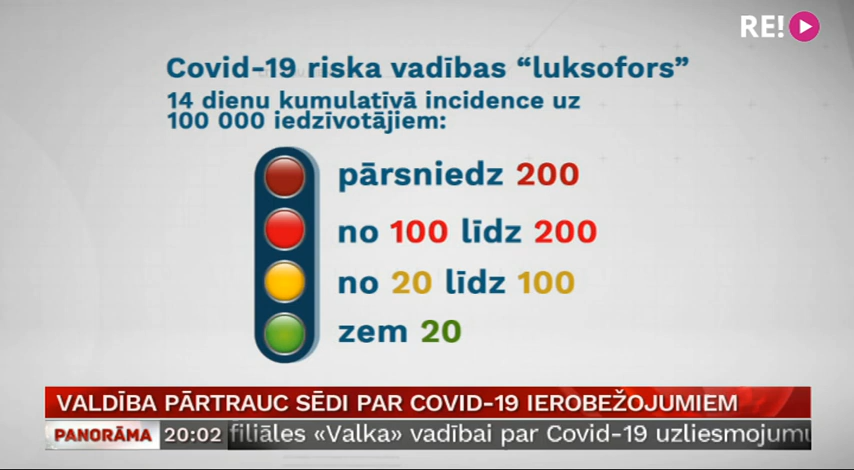 RE!
Covid-19 riska vadības “luksofors”
14 dienu kumulatīvā incidence uz
100 000 iedzīvotājiem:
pārsniedz 200
no 100 līdz 200
no 20 līdz 100
zem 20
VALDĪBA PĀRTRAUC SĒDI PAR COVID-19 IEROBEŽOJUMIEM
PANORĀMA 20:02 filiāles «Valka» vadībai par Covid-19 uzliesmojumu